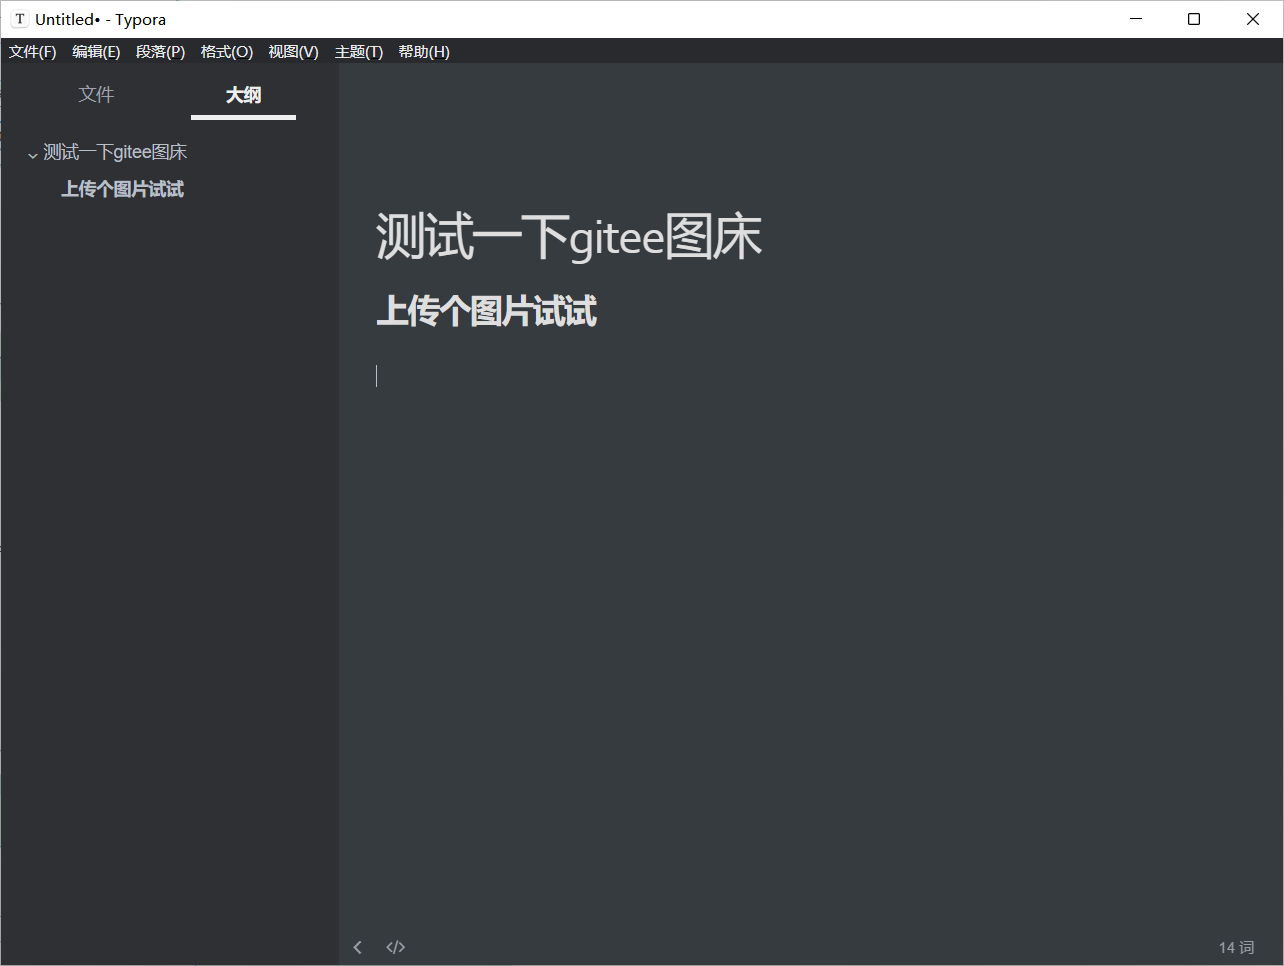 Untitled• - Typora
文件(F) 编辑(E) 段落(P) 格式(O) 视图(V) 主题(T) 帮助(H)
文件 大纲
测试一下gitee图床
上传个图片试试
测试一下gitee图床
上传个图片试试
14 词